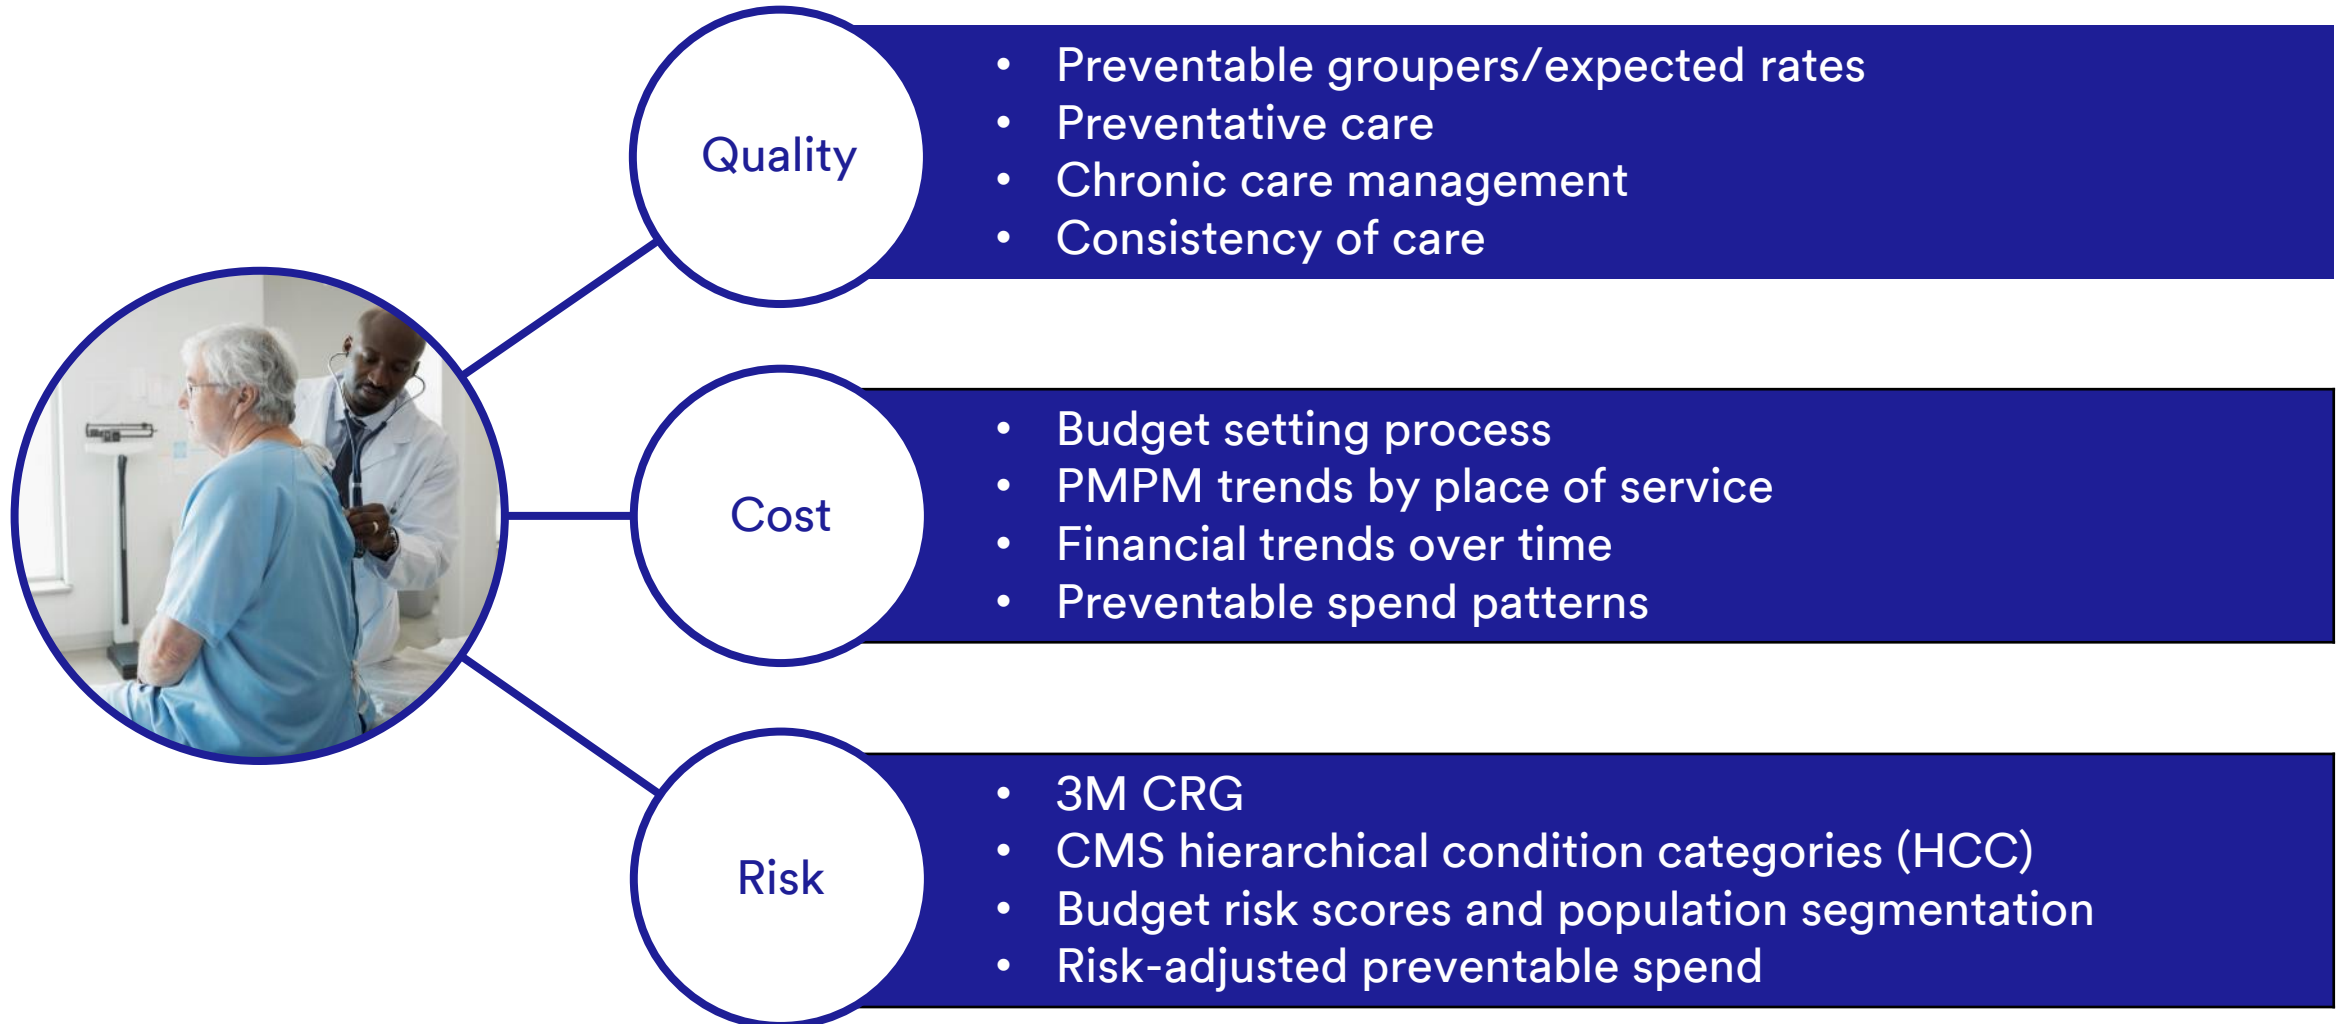 Quality
• Preventable groupers/expected rates
• Preventative care
• Chronic care management
• Consistency of care
Cost
• Budget setting process
• PMPM trends by place of service
• Financial trends over time
• Preventable spend patterns
Risk
• 3M CRG
• CMS hierarchical condition categories (HCC)
• Budget risk scores and population segmentation
• Risk-adjusted preventable spend